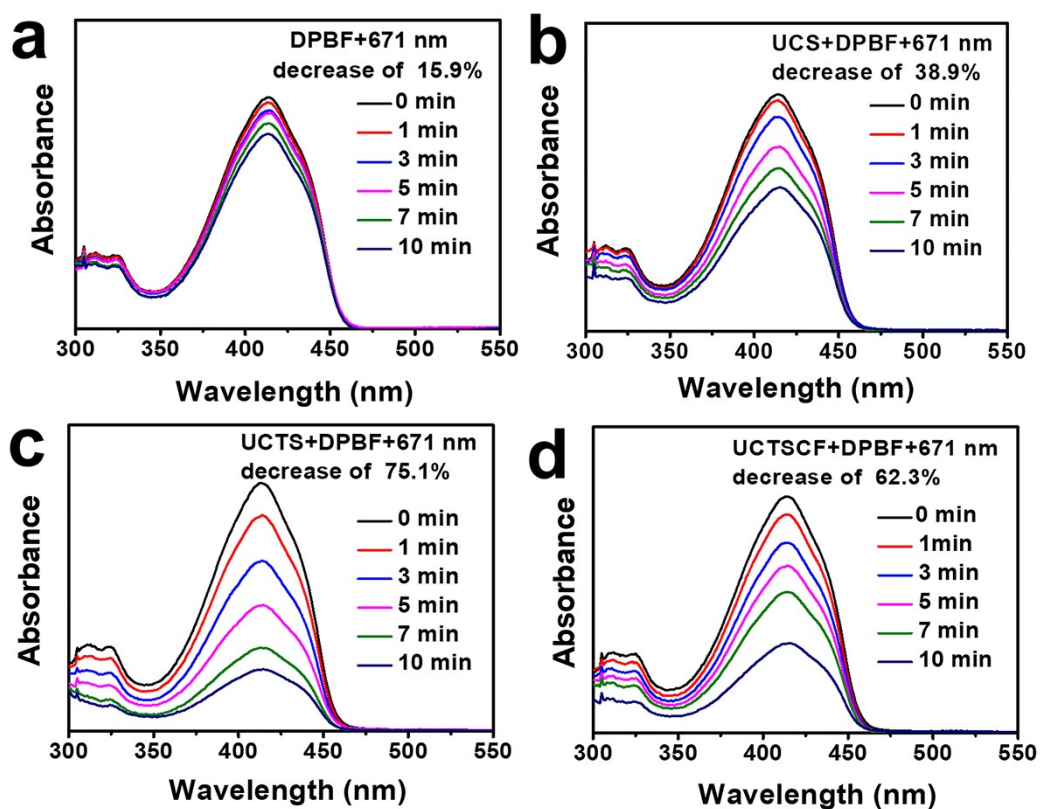 a
DPBF+671 nm
decrease of 15.9%
0 min
1 min
3 min
5 min
7 min
10 min
Absorbance
300 350 400 450 500 550
Wavelength (nm)
b
UCS+DPBF+671 nm
decrease of 38.9%
0 min
1 min
3 min
5 min
7 min
10 min
Absorbance
300 350 400 450 500 550
Wavelength (nm)
c
UCTS+DPBF+671 nm
decrease of 75.1%
0 min
1 min
3 min
5 min
7 min
10 min
Absorbance
300 350 400 450 500 550
Wavelength (nm)
d
UCTSCF+DPBF+671 nm
decrease of 62.3%
0 min
1min
3 min
5 min
7 min
10 min
Absorbance
300 350 400 450 500 550
Wavelength (nm)